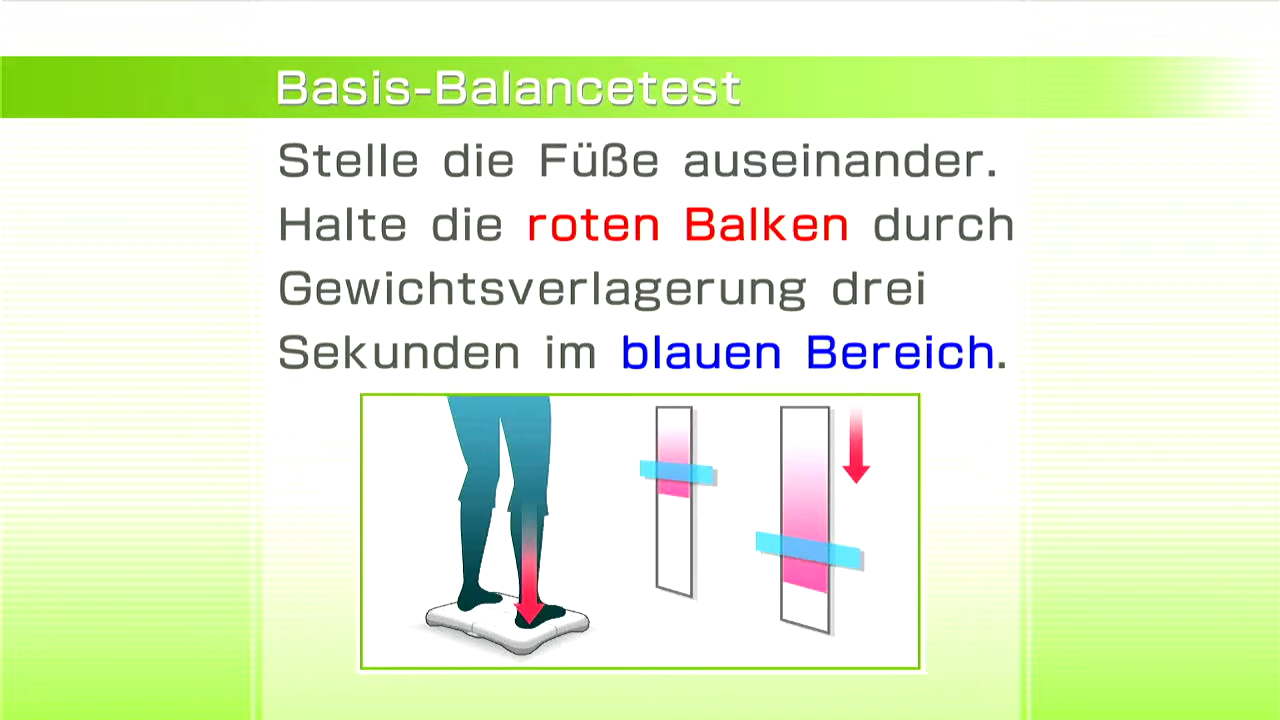 Basis-Balancetest
Stelle die Füße auseinander.
Halte die roten Balken durch
Gewichtsverlagerung drei
Sekunden im blauen Bereich.